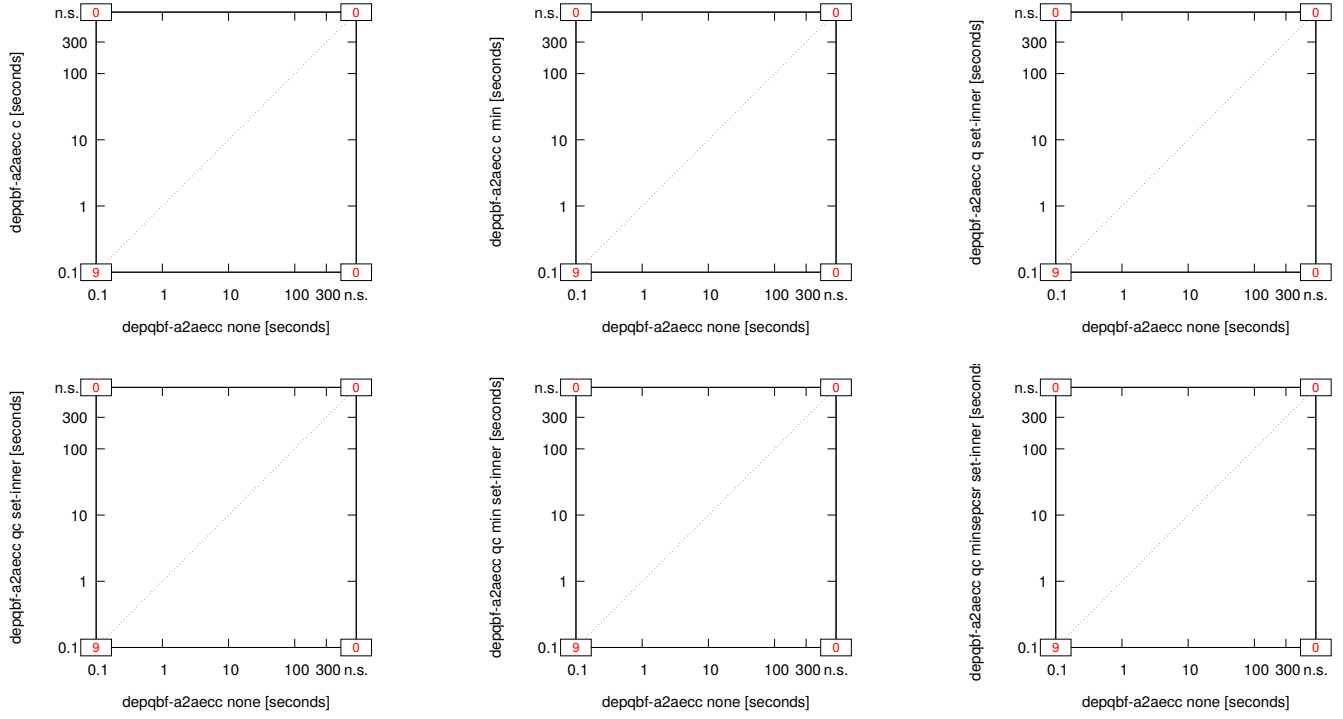 n.s. 0 0
300
100
10
1
0.1 9 0
0.1 1 10 100 300 n.s.
depqbf-a2aecc c [seconds]
depqbf-a2aecc none [seconds]
n.s. 0 0
300
100
10
1
0.1 9 0
0.1 1 10 100 300 n.s.
depqbf-a2aecc c min [seconds]
depqbf-a2aecc none [seconds]
n.s. 0 0
300
100
10
1
0.1 9 0
0.1 1 10 100 300 n.s.
depqbf-a2aecc q set-inner [seconds]
depqbf-a2aecc none [seconds]
n.s. 0 0
300
100
10
1
0.1 9 0
0.1 1 10 100 300 n.s.
depqbf-a2aecc qc set-inner [seconds]
depqbf-a2aecc none [seconds]
n.s. 0 0
300
100
10
1
0.1 9 0
0.1 1 10 100 300 n.s.
depqbf-a2aecc qc min set-inner [seconds]
depqbf-a2aecc none [seconds]
n.s. 0 0
300
100
10
1
0.1 9 0
0.1 1 10 100 300 n.s.
depqbf-a2aecc qc minsepcsr set-inner [second
depqbf-a2aecc none [seconds]